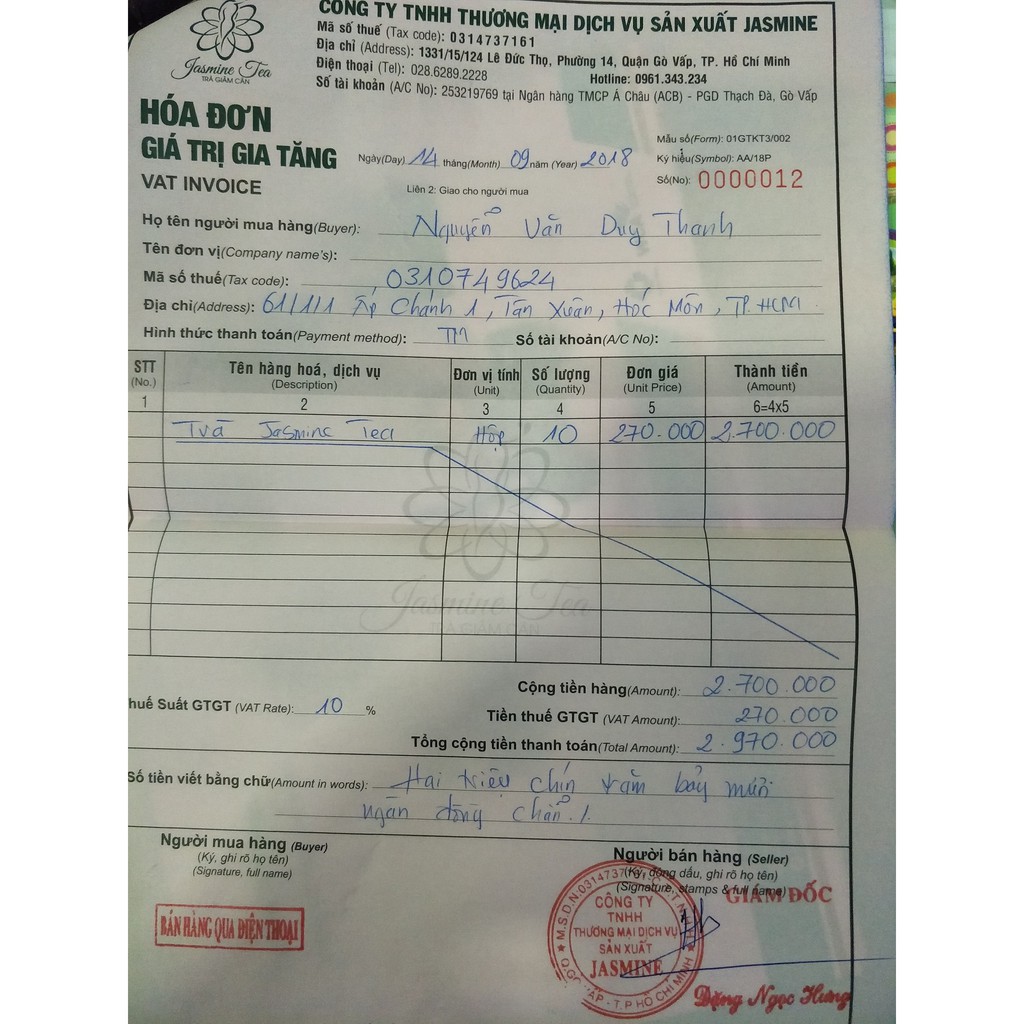 Jasmine Tea
TRÀ GIẢM CÂN
CÔNG TY TNHH THƯƠNG MẠI DỊCH VỤ SẢN XUẤT JASMINE
Mã số thuế (Tax code): 0314737161
Địa chỉ (Address): 1331/15/124 Lê Đức Thọ, Phường 14, Quận Gò Vấp, TP. Hồ Chí Minh
Điện thoại (Tel): 028.6289.2228 Hotline: 0961.343.234
Số tài khoản (A/C No): 253219769 tại Ngân hàng TMCP Á Châu (ACB) - PGD Thạch Đà, Gò Vấp
HÓA ĐƠN
GIÁ TRỊ GIA TĂNG
VAT INVOICE
Ngày(Day) 14 tháng(Month) 09 năm (Year) 2018
Liên 2: Giao cho người mua
Mẫu số(Form): 01GTKT3/002
Ký hiệu(Symbol): AA/18P
Số(No): 0000012
Họ tên người mua hàng(Buyer): Nguyễn Văn Duy Thanh
Tên đơn vị(Company name's):
Mã số thuế(Tax code): 0310749624
Địa chỉ(Address): 61/1/1 Ấp Chánh 1, Tân Xuân, Hóc Môn, TP.HCM
Hình thức thanh toán(Payment method): TM Số tài khoản(A/C No):
STT Tên hàng hoá, dịch vụ Đơn vị tính Số lượng Đơn giá Thành tiền
(No.) (Description) (Unit) (Quantity) (Unit Price) (Amount)
1 2 3 4 5 6=4x5
Trà Jasmine Tea Hộp 10 270.000 2.700.000
Jasmine Tea
TRÀ GIẢM CÂN
Cộng tiền hàng(Amount): 2.700.000
huế Suất GTGT (VAT Rate): 10 % Tiền thuế GTGT (VAT Amount): 270.000
Tổng cộng tiền thanh toán(Total Amount): 2.970.000
Số tiền viết bằng chữ(Amount in words): Hai triệu chín trăm bảy mươi
ngàn đồng chẵn./.
Người mua hàng (Buyer) Người bán hàng (Seller)
(Ký, ghi rõ họ tên) (Ký, đóng dấu, ghi rõ họ tên)
(Signature, full name) (Signature, stamps & full name)
GIÁM ĐỐC
BÁN HÀNG QUA ĐIỆN THOẠI
CÔNG TY
TNHH
THƯƠNG MẠI DỊCH VỤ
SẢN XUẤT
JASMINE
Đặng Ngọc Hưng